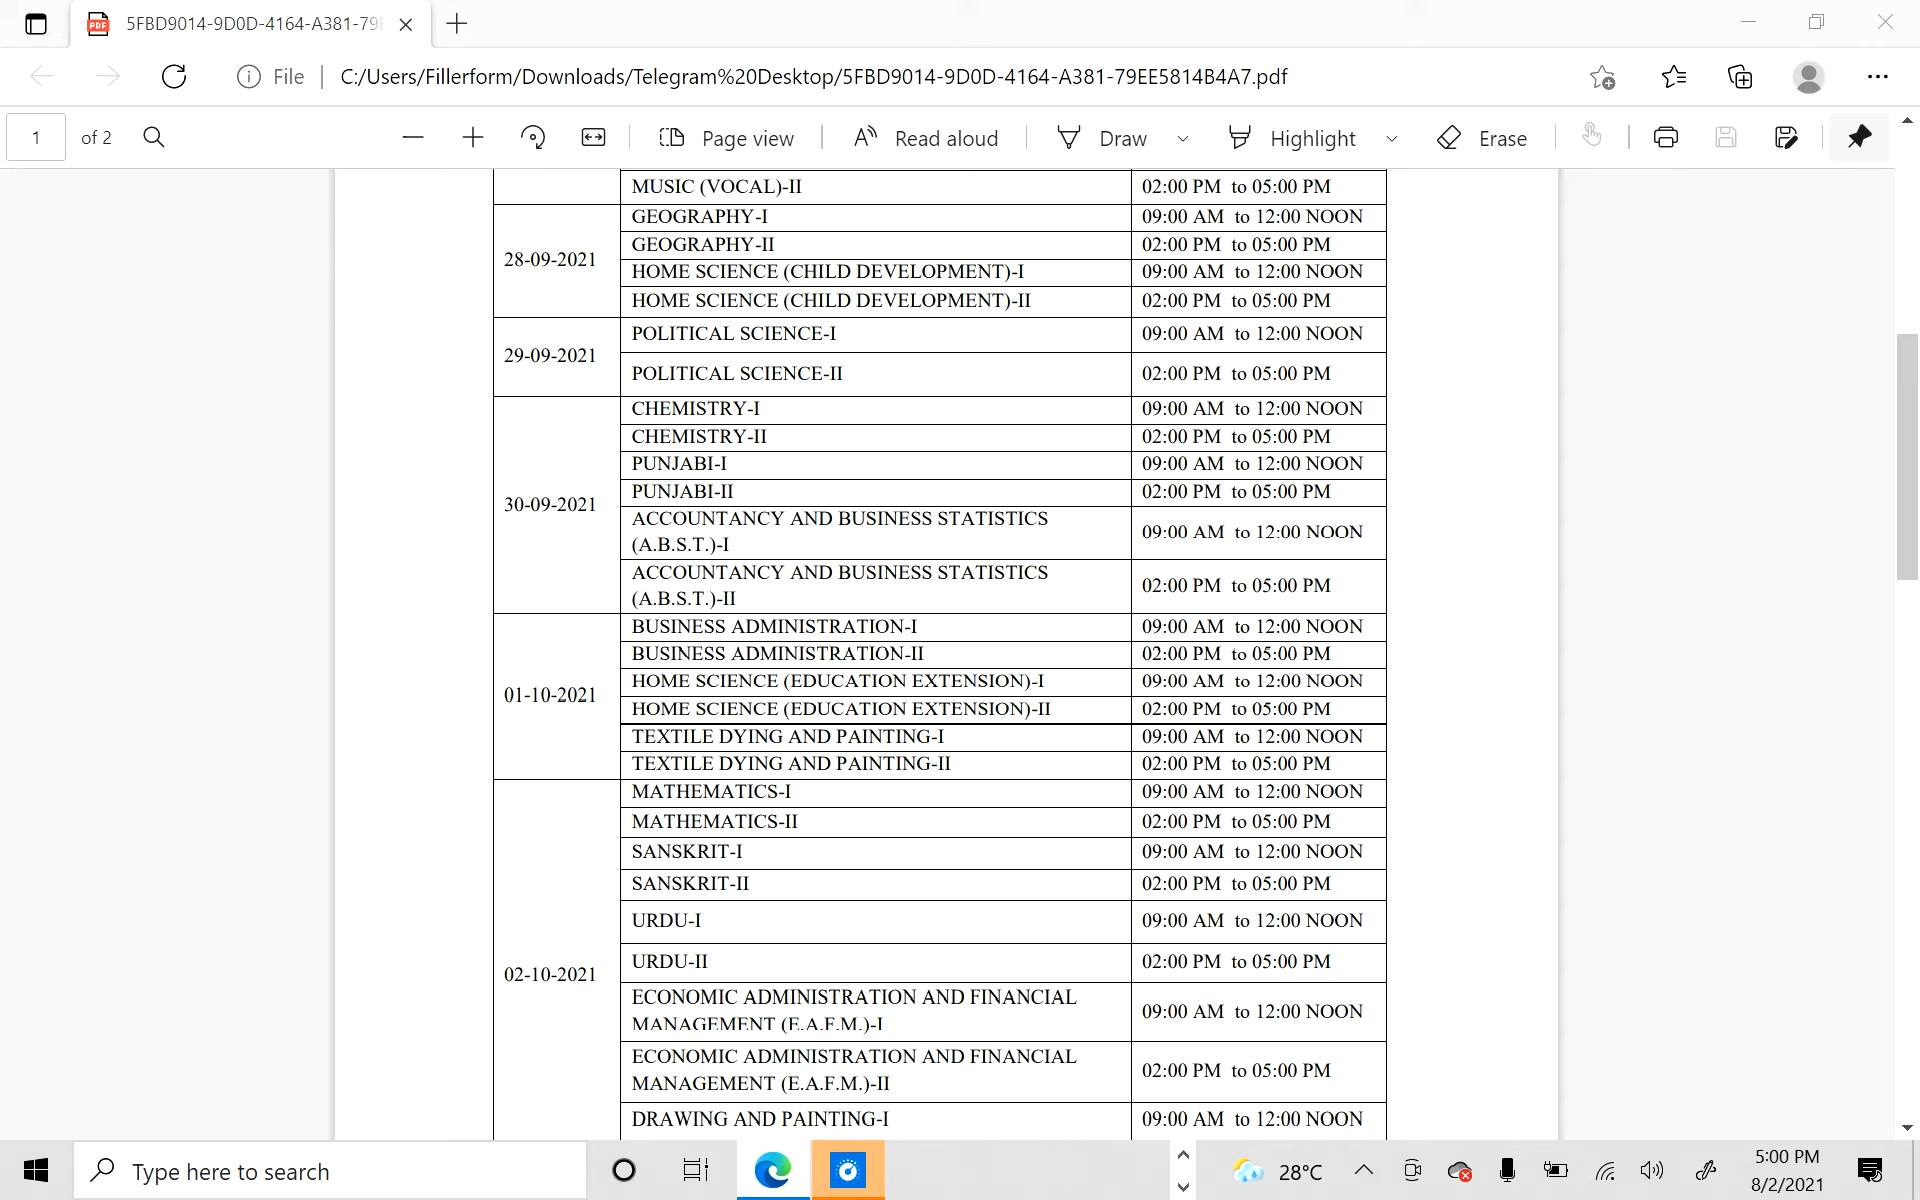 5FBD9014-9D0D-4164-A381-79E
File C:/Users/Fillerform/Downloads/Telegram%20Desktop/5FBD9014-9D0D-4164-A381-79EE5814B4A7.pdf
1 of 2 Page view Read aloud Draw Highlight Erase
MUSIC (VOCAL)-II 02:00 PM to 05:00 PM
28-09-2021
GEOGRAPHY-I 09:00 AM to 12:00 NOON
GEOGRAPHY-II 02:00 PM to 05:00 PM
HOME SCIENCE (CHILD DEVELOPMENT)-I 09:00 AM to 12:00 NOON
HOME SCIENCE (CHILD DEVELOPMENT)-II 02:00 PM to 05:00 PM
29-09-2021
POLITICAL SCIENCE-I 09:00 AM to 12:00 NOON
POLITICAL SCIENCE-II 02:00 PM to 05:00 PM
30-09-2021
CHEMISTRY-I 09:00 AM to 12:00 NOON
CHEMISTRY-II 02:00 PM to 05:00 PM
PUNJABI-I 09:00 AM to 12:00 NOON
PUNJABI-II 02:00 PM to 05:00 PM
ACCOUNTANCY AND BUSINESS STATISTICS
(A.B.S.T.)-I 09:00 AM to 12:00 NOON
ACCOUNTANCY AND BUSINESS STATISTICS
(A.B.S.T.)-II 02:00 PM to 05:00 PM
01-10-2021
BUSINESS ADMINISTRATION-I 09:00 AM to 12:00 NOON
BUSINESS ADMINISTRATION-II 02:00 PM to 05:00 PM
HOME SCIENCE (EDUCATION EXTENSION)-I 09:00 AM to 12:00 NOON
HOME SCIENCE (EDUCATION EXTENSION)-II 02:00 PM to 05:00 PM
TEXTILE DYING AND PAINTING-I 09:00 AM to 12:00 NOON
TEXTILE DYING AND PAINTING-II 02:00 PM to 05:00 PM
02-10-2021
MATHEMATICS-I 09:00 AM to 12:00 NOON
MATHEMATICS-II 02:00 PM to 05:00 PM
SANSKRIT-I 09:00 AM to 12:00 NOON
SANSKRIT-II 02:00 PM to 05:00 PM
URDU-I 09:00 AM to 12:00 NOON
URDU-II 02:00 PM to 05:00 PM
ECONOMIC ADMINISTRATION AND FINANCIAL
MANAGEMENT (E.A.F.M.)-I 09:00 AM to 12:00 NOON
ECONOMIC ADMINISTRATION AND FINANCIAL
MANAGEMENT (E.A.F.M.)-II 02:00 PM to 05:00 PM
DRAWING AND PAINTING-I 09:00 AM to 12:00 NOON
Type here to search 28°C 5:00 PM
8/2/2021